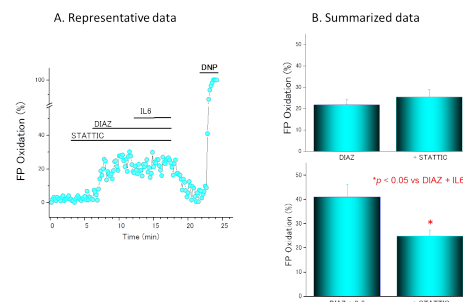 A. Representative data
B. Summarized data
FP Oxidation (%)
100
40
20
0
DNP
IL6
DIAZ
STATTIC
0
5
10
15
20
25
Time (min)
FP Oxidation (%)
50
40
30
20
10
0
DIAZ
+ STATTIC
FP Oxidation (%)
50
40
30
20
10
0
*p < 0.05 vs DIAZ + IL6
*
+ STATTIC